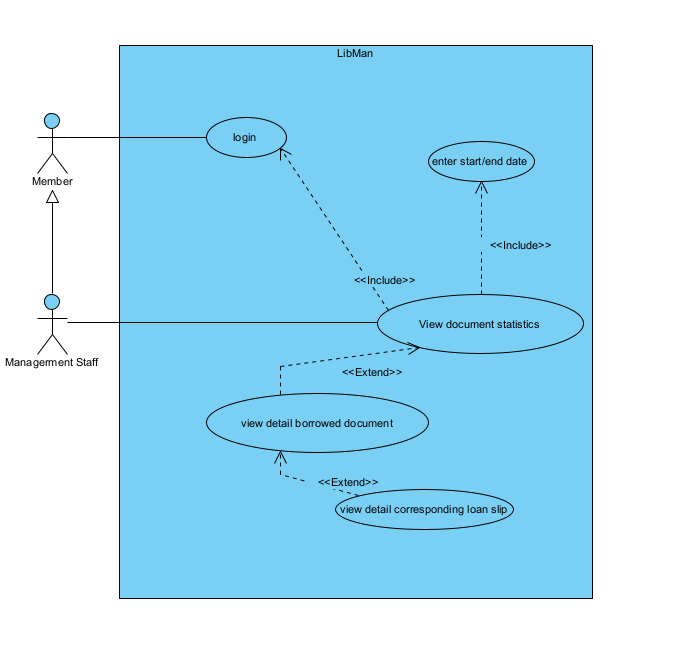 LibMan
login
enter start/end date
Member
<<Include>>
<<Include>>
View document statistics
Management Staff
<<Extend>>
view detail borrowed document
<<Extend>>
view detail corresponding loan slip